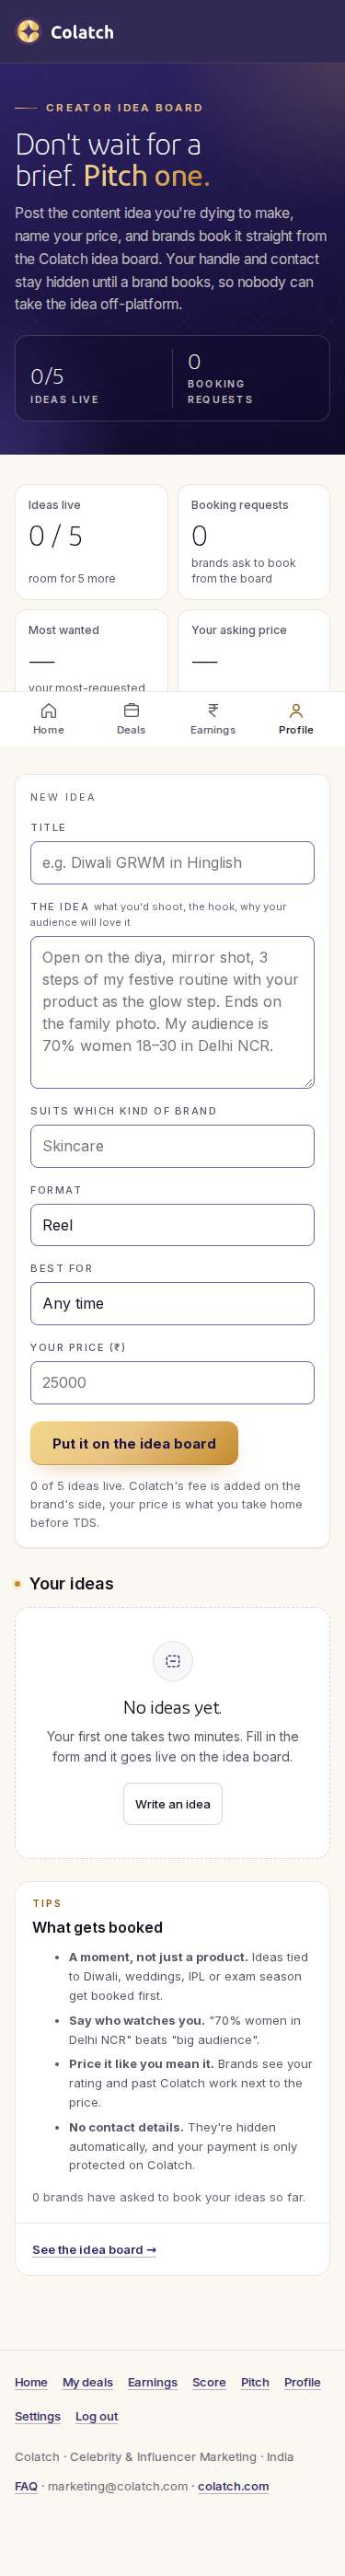 Colatch
CREATOR IDEA BOARD
Don't wait for a
brief. Pitch one.
Post the content idea you're dying to make,
name your price, and brands book it straight from
the Colatch idea board. Your handle and contact
stay hidden until a brand books, so nobody can
take the idea off-platform.
0/5
IDEAS LIVE
0
BOOKING
REQUESTS
Ideas live
0 / 5
room for 5 more
Booking requests
0
brands ask to book
from the board
Most wanted
—
your most-requested
Your asking price
—
Home
Deals
Earnings
Profile
NEW IDEA
TITLE
e.g. Diwali GRWM in Hinglish
THE IDEA what you'd shoot, the hook, why your
audience will love it
Open on the diya, mirror shot, 3
steps of my festive routine with your
product as the glow step. Ends on
the family photo. My audience is
70% women 18–30 in Delhi NCR.
SUITS WHICH KIND OF BRAND
Skincare
FORMAT
Reel
BEST FOR
Any time
YOUR PRICE (₹)
25000
Put it on the idea board
0 of 5 ideas live. Colatch's fee is added on the
brand's side, your price is what you take home
before TDS.
Your ideas
No ideas yet.
Your first one takes two minutes. Fill in the
form and it goes live on the idea board.
Write an idea
TIPS
What gets booked
• A moment, not just a product. Ideas tied
to Diwali, weddings, IPL or exam season
get booked first.
• Say who watches you. "70% women in
Delhi NCR" beats "big audience".
• Price it like you mean it. Brands see your
rating and past Colatch work next to the
price.
• No contact details. They're hidden
automatically, and your payment is only
protected on Colatch.
0 brands have asked to book your ideas so far.
See the idea board →
Home My deals Earnings Score Pitch Profile
Settings Log out
Colatch · Celebrity & Influencer Marketing · India
FAQ · marketing@colatch.com · colatch.com